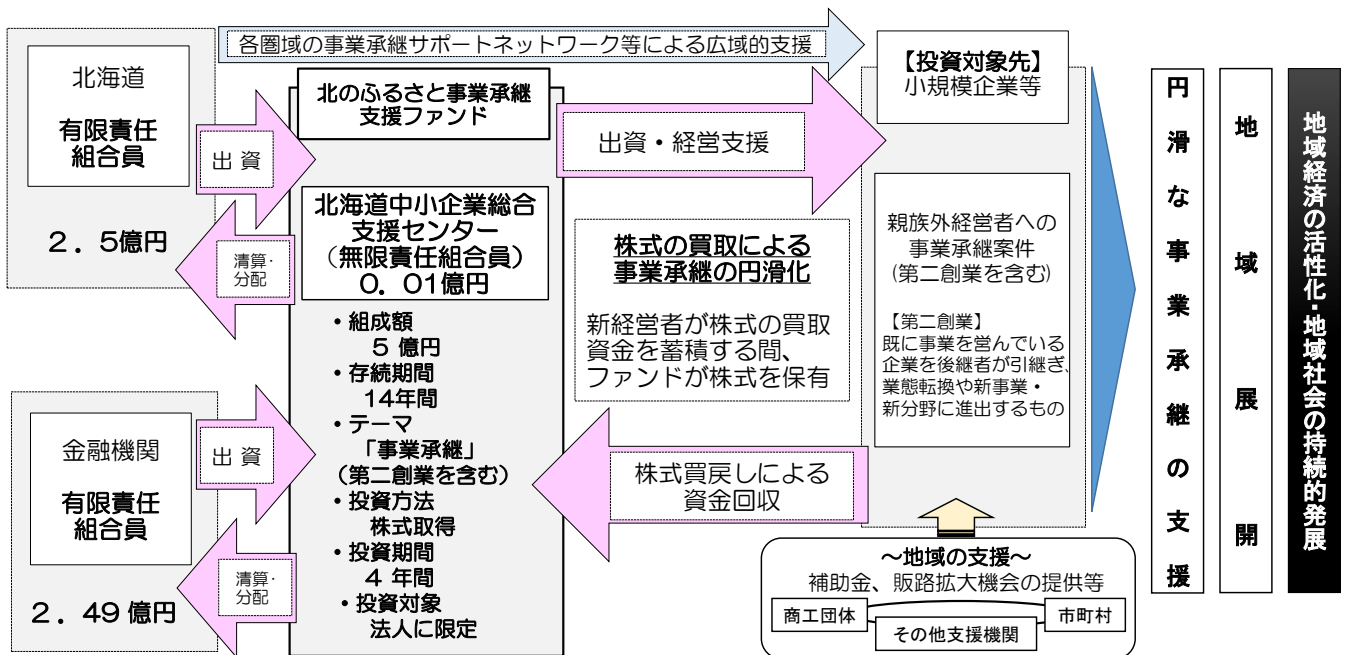 各圏域の事業承継サポートネットワーク等による広域的支援
北海道
有限責任
組合員
2．5億円
出 資
清算・
分配
金融機関
有限責任
組合員
2．49 億円
出 資
清算・
分配
北のふるさと事業承継
支援ファンド
北海道中小企業総合
支援センター
（無限責任組合員）
0．01億円
・組成額
5 億円
・存続期間
14年間
・テーマ
「事業承継」
（第二創業を含む）
・投資方法
株式取得
・投資期間
4 年間
・投資対象
法人に限定
出資・経営支援
株式の買取による
事業承継の円滑化
新経営者が株式の買取
資金を蓄積する間、
ファンドが株式を保有
株式買戻しによる
資金回収
【投資対象先】
小規模企業等
親族外経営者への
事業承継案件
(第二創業を含む)
【第二創業】
既に事業を営んでいる
企業を後継者が引継ぎ、
業態転換や新事業・
新分野に進出するもの
～地域の支援～
補助金、販路拡大機会の提供等
商工団体
市町村
その他支援機関
円滑な事業承継の支援
地域展開
地域経済の活性化・地域社会の持続的発展